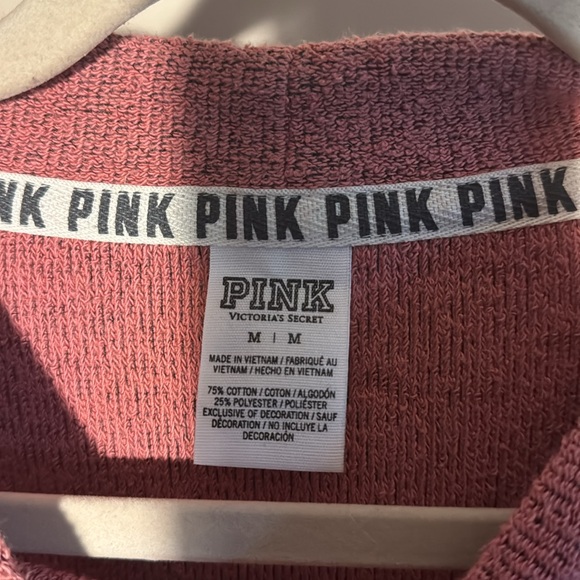 NK PINK PINK PINK PINK
PINK
VICTORIA'S SECRET
M | M
MADE IN VIETNAM / FABRIQUÉ AU
VIETNAM / HECHO EN VIETNAM
75% COTTON / COTON / ALGODÓN
25% POLYESTER / POLIÉSTER
EXCLUSIVE OF DECORATION / SAUF
DÉCORATION / NO INCLUYE LA
DECORACIÓN